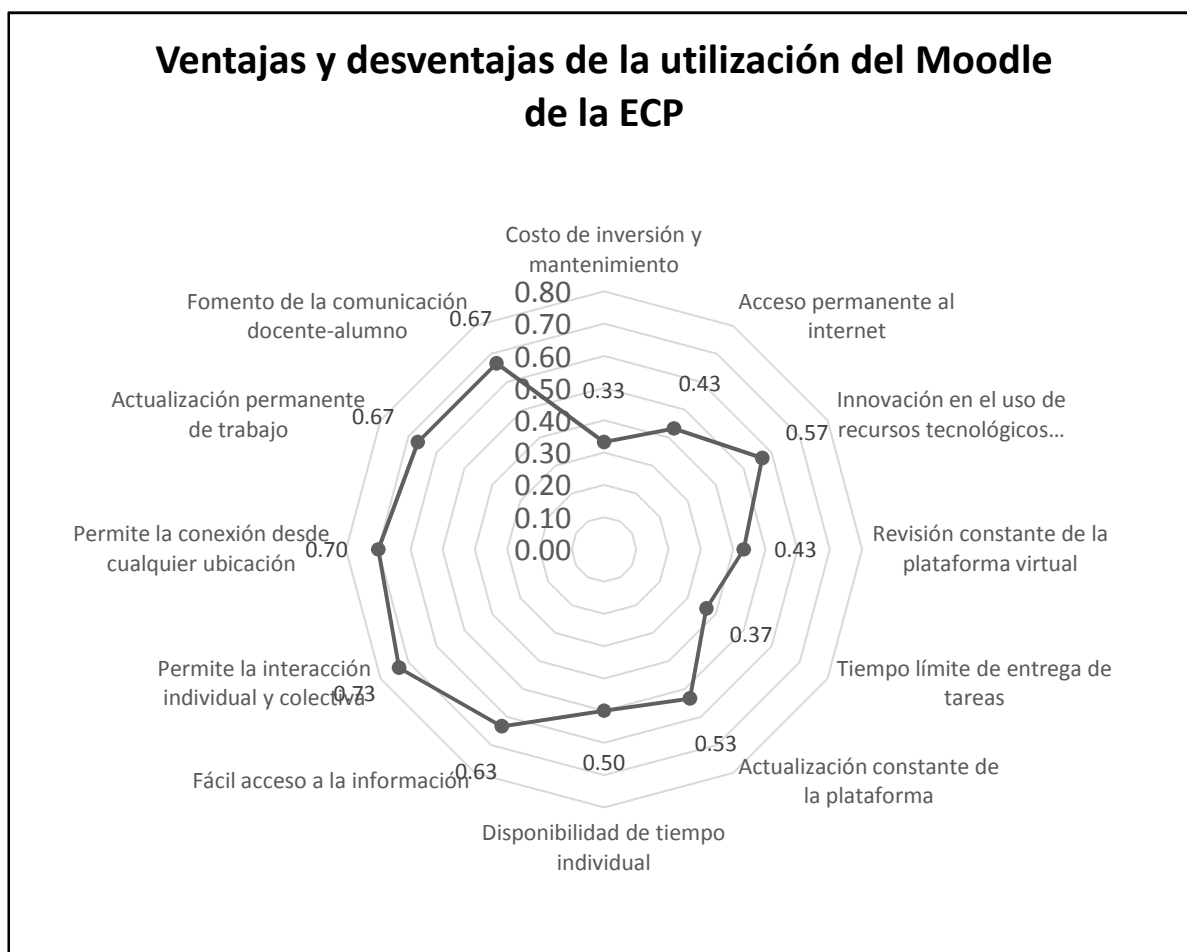 Ventajas y desventajas de la utilización del Moodle
de la ECP
Costo de inversión y
mantenimiento
Acceso permanente al
internet
Innovación en el uso de
recursos tecnológicos...
Revisión constante de la
plataforma virtual
Tiempo límite de entrega de
tareas
Actualización constante de
la plataforma
Disponibilidad de tiempo
individual
Fácil acceso a la información
Permite la interacción
individual y colectiva
Permite la conexión desde
cualquier ubicación
Actualización permanente
de trabajo
Fomento de la comunicación
docente-alumno
0.80
0.70
0.60
0.50
0.40
0.30
0.20
0.10
0.00
0.33
0.43
0.57
0.43
0.37
0.53
0.50
0.63
0.73
0.70
0.67
0.67